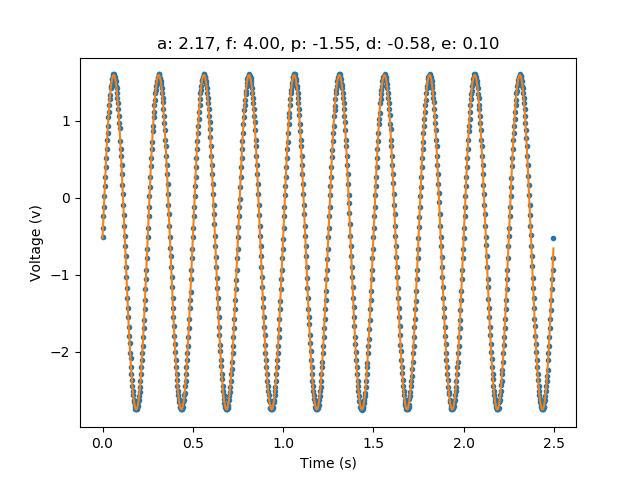 a: 2.17, f: 4.00, p: -1.55, d: -0.58, e: 0.10
1
0
−1
−2
Voltage (v)
0.0 0.5 1.0 1.5 2.0 2.5
Time (s)